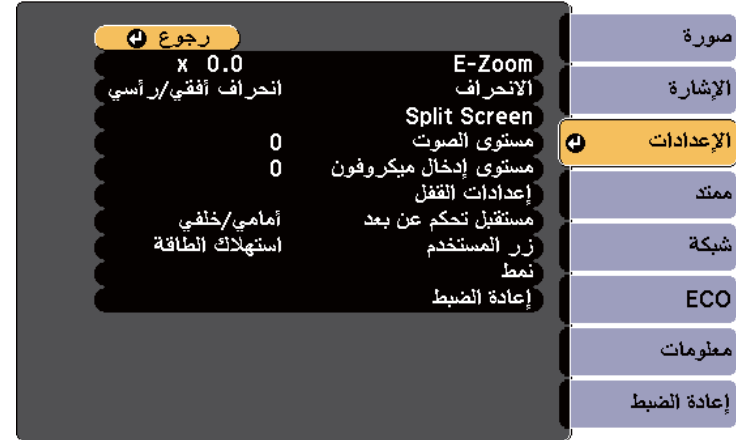 صورة
الإشارة
الإعدادات
ممتد
شبكة
ECO
معلومات
إعادة الضبط
رجوع
E-Zoom x 0.0
الانحراف انحراف أفقي/رأسي
Split Screen
مستوى الصوت 0
مستوى إدخال ميكروفون 0
إعدادات القفل
مستقبل تحكم عن بعد أمامي/خلفي
زر المستخدم استهلاك الطاقة
نمط
إعادة الضبط